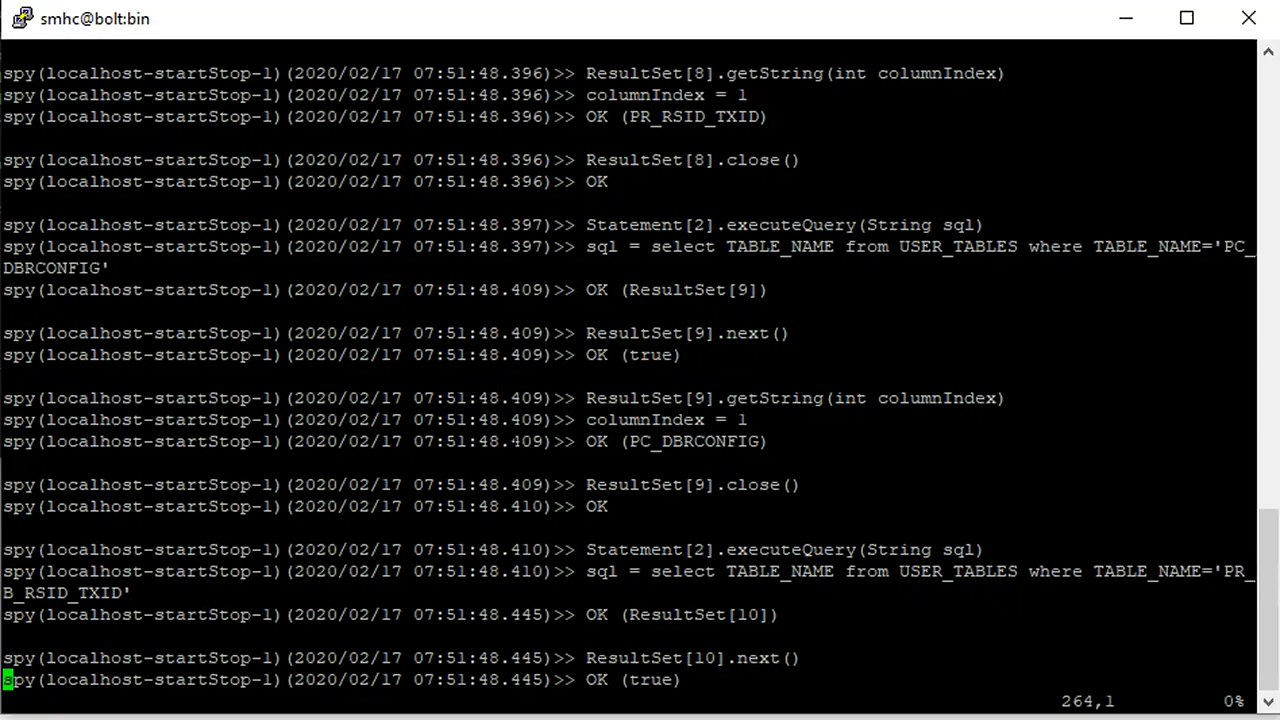 smhc@bolt:bin
spy(localhost-startStop-1)(2020/02/17 07:51:48.396)>> ResultSet[8].getString(int columnIndex)
spy(localhost-startStop-1)(2020/02/17 07:51:48.396)>> columnIndex = 1
spy(localhost-startStop-1)(2020/02/17 07:51:48.396)>> OK (PR_RSID_TXID)
spy(localhost-startStop-1)(2020/02/17 07:51:48.396)>> ResultSet[8].close()
spy(localhost-startStop-1)(2020/02/17 07:51:48.396)>> OK
spy(localhost-startStop-1)(2020/02/17 07:51:48.397)>> Statement[2].executeQuery(String sql)
spy(localhost-startStop-1)(2020/02/17 07:51:48.397)>> sql = select TABLE_NAME from USER_TABLES where TABLE_NAME='PC_
DBRCONFIG'
spy(localhost-startStop-1)(2020/02/17 07:51:48.409)>> OK (ResultSet[9])
spy(localhost-startStop-1)(2020/02/17 07:51:48.409)>> ResultSet[9].next()
spy(localhost-startStop-1)(2020/02/17 07:51:48.409)>> OK (true)
spy(localhost-startStop-1)(2020/02/17 07:51:48.409)>> ResultSet[9].getString(int columnIndex)
spy(localhost-startStop-1)(2020/02/17 07:51:48.409)>> columnIndex = 1
spy(localhost-startStop-1)(2020/02/17 07:51:48.409)>> OK (PC_DBRCONFIG)
spy(localhost-startStop-1)(2020/02/17 07:51:48.409)>> ResultSet[9].close()
spy(localhost-startStop-1)(2020/02/17 07:51:48.410)>> OK
spy(localhost-startStop-1)(2020/02/17 07:51:48.410)>> Statement[2].executeQuery(String sql)
spy(localhost-startStop-1)(2020/02/17 07:51:48.410)>> sql = select TABLE_NAME from USER_TABLES where TABLE_NAME='PR_
B_RSID_TXID'
spy(localhost-startStop-1)(2020/02/17 07:51:48.445)>> OK (ResultSet[10])
spy(localhost-startStop-1)(2020/02/17 07:51:48.445)>> ResultSet[10].next()
spy(localhost-startStop-1)(2020/02/17 07:51:48.445)>> OK (true)
264,1 0%